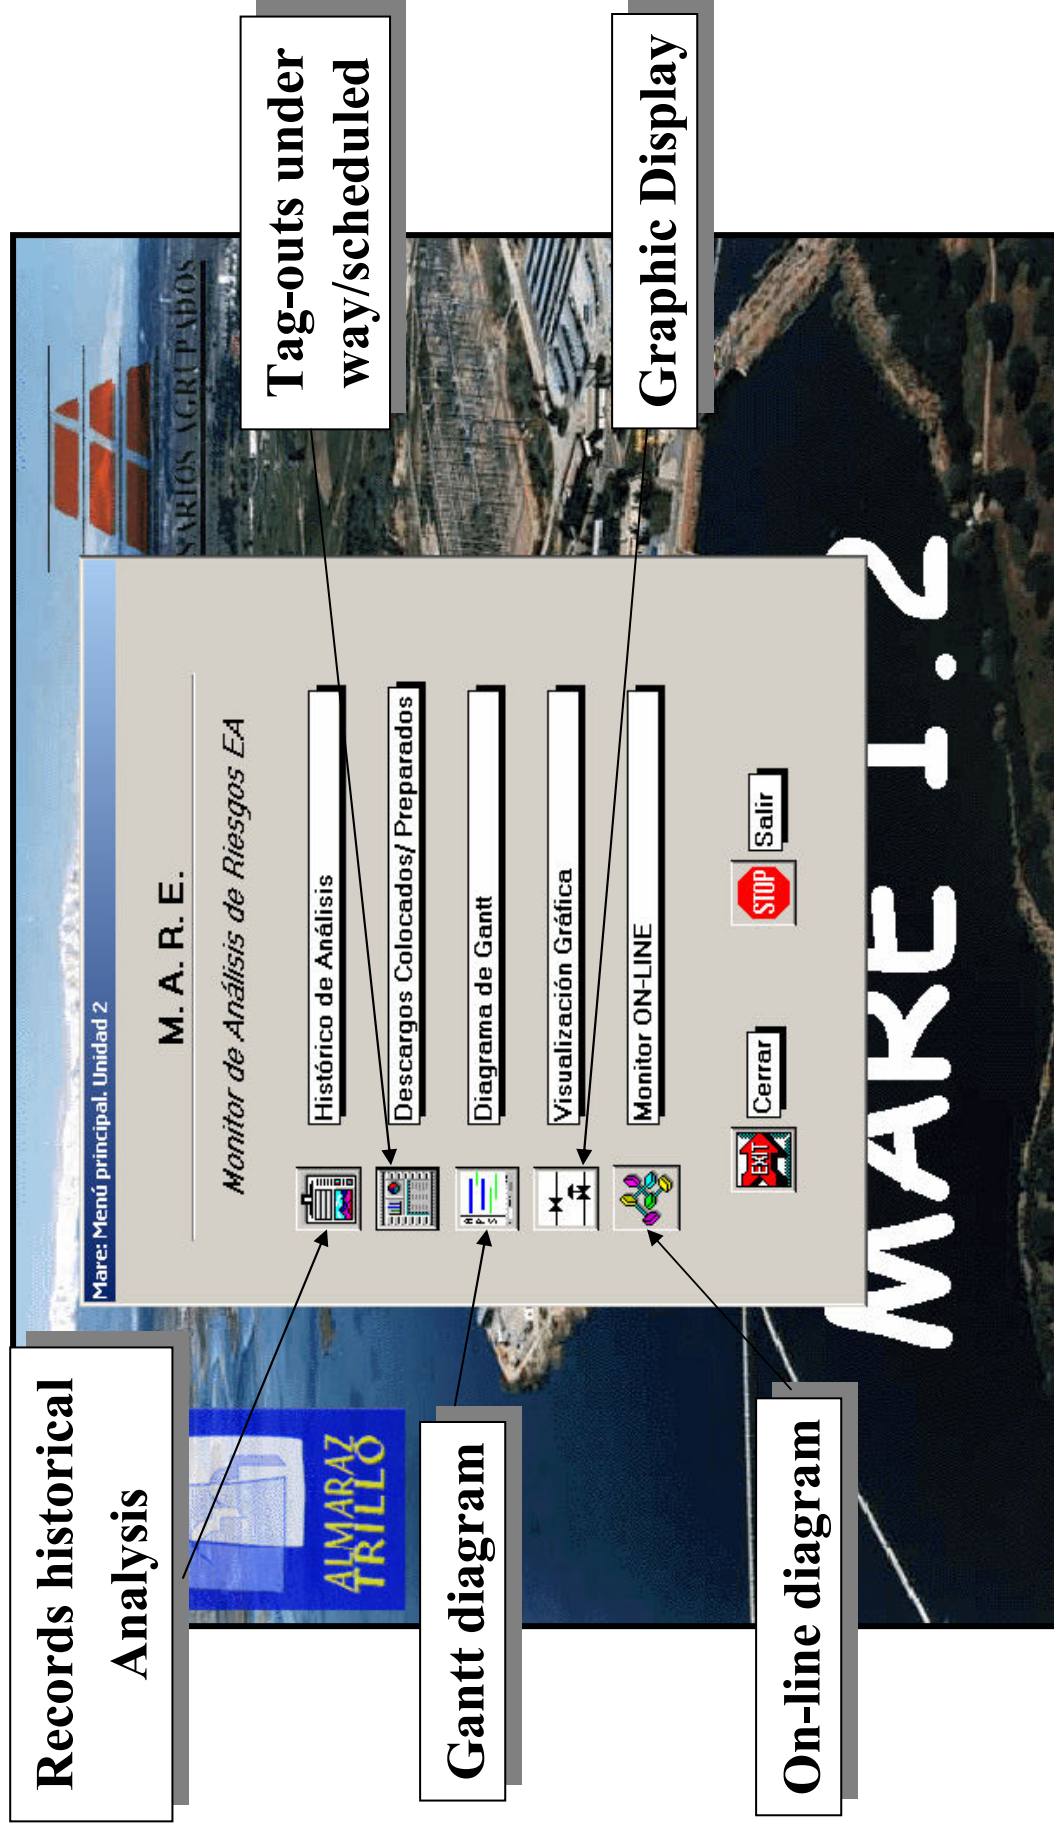 Records historical
Analysis
Tag-outs under
way/scheduled
Gantt diagram
Graphic Display
On-line diagram
SARIOS AGRUPADOS
ALMARAZ
TRILLO
Mare: Menú principal. Unidad 2
M. A. R. E.
Monitor de Análisis de Riesgos EA
Histórico de Análisis
Descargos Colocados/ Preparados
Diagrama de Gantt
Visualización Gráfica
Monitor ON-LINE
EXIT
Cerrar
STOP
Salir
MARE 1.2